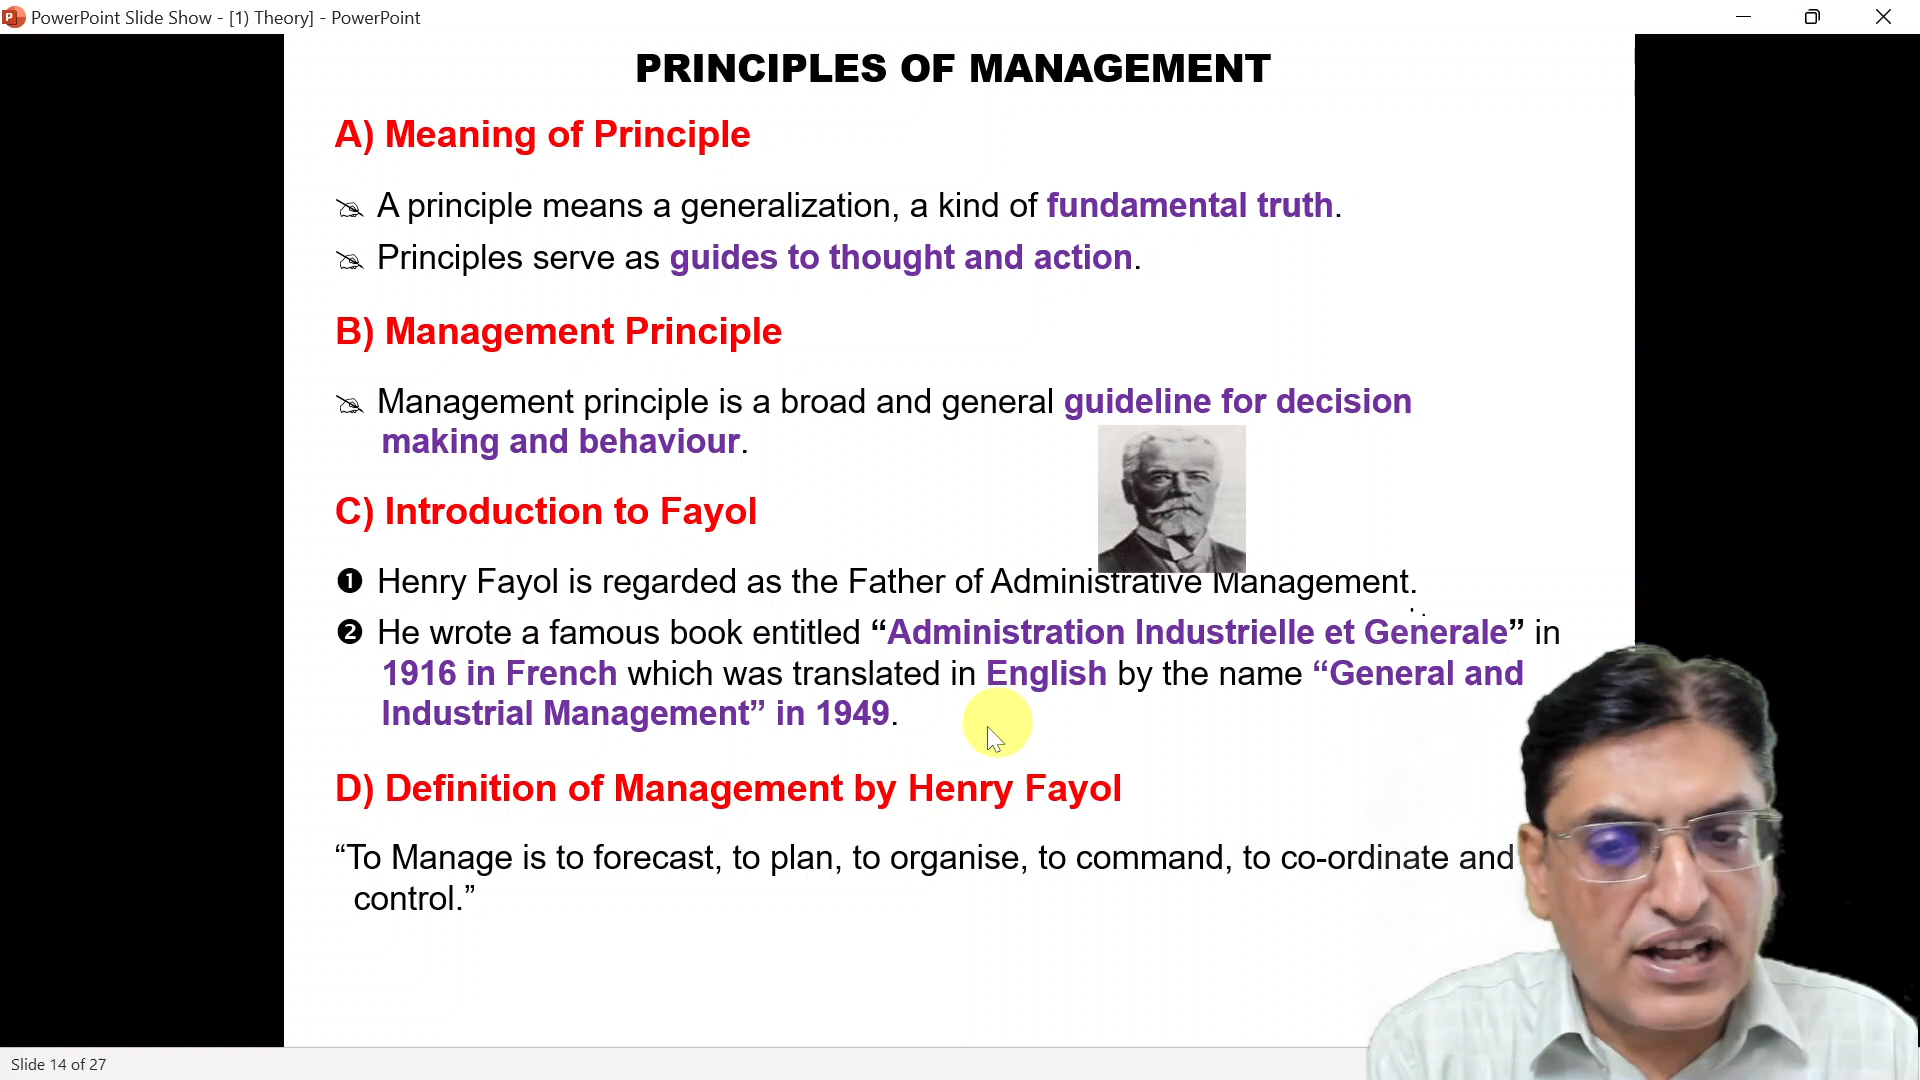 PowerPoint Slide Show - [1) Theory] - PowerPoint
PRINCIPLES OF MANAGEMENT
A) Meaning of Principle
A principle means a generalization, a kind of fundamental truth.
Principles serve as guides to thought and action.
B) Management Principle
Management principle is a broad and general guideline for decision
making and behaviour.
C) Introduction to Fayol
❶ Henry Fayol is regarded as the Father of Administrative Management.
❷ He wrote a famous book entitled “Administration Industrielle et Generale” in
1916 in French which was translated in English by the name “General and
Industrial Management” in 1949.
D) Definition of Management by Henry Fayol
“To Manage is to forecast, to plan, to organise, to command, to co-ordinate and
control.”
Slide 14 of 27